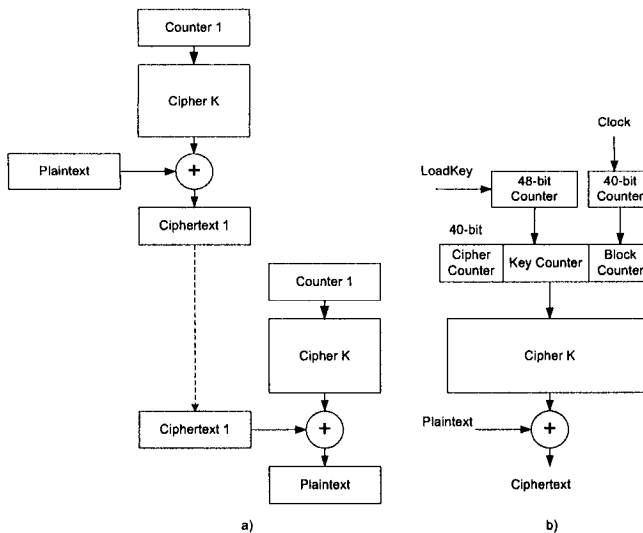 Counter 1
Cipher K
Plaintext
+
Ciphertext 1
Counter 1
Cipher K
Ciphertext 1
+
Plaintext
a)
Clock
LoadKey
48-bit
Counter
40-bit
Counter
40-bit
Cipher
Counter
Key Counter
Block
Counter
Cipher K
Plaintext
+
Ciphertext
b)